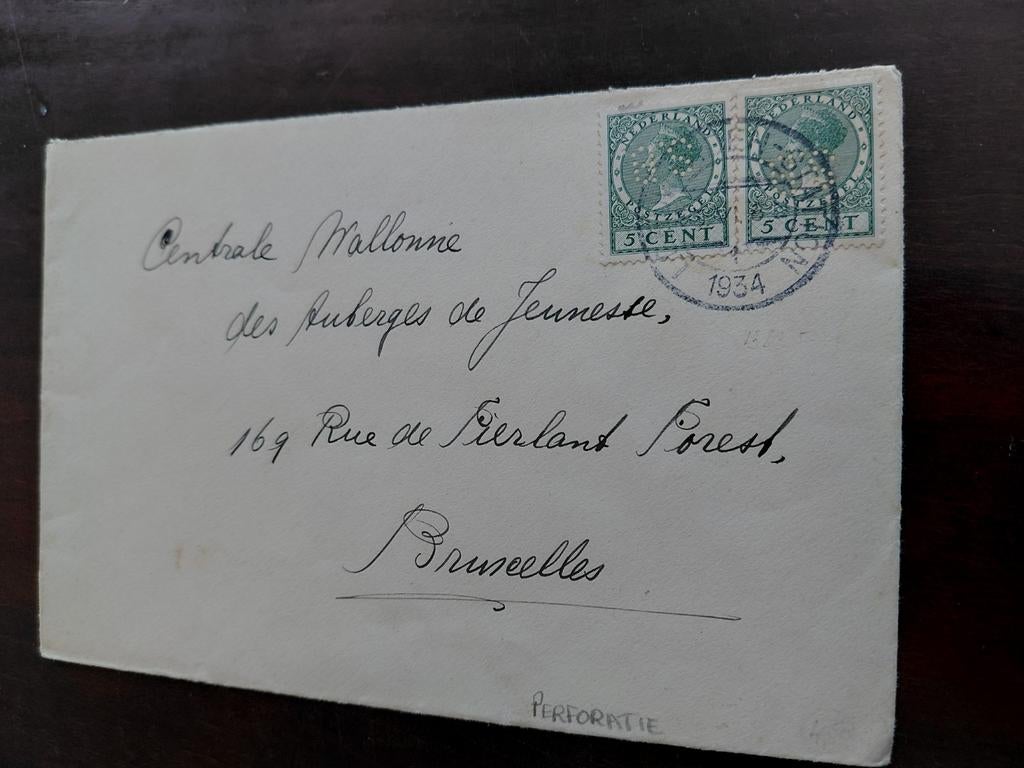 NEDERLAND
POSTZEGEL
5 CENT
NEDERLAND
POSTZEGEL
5 CENT
1934
Centrale Wallonne
des Auberges de Jeunesse,
169 Rue de Fierlant Forest,
Bruxelles
PERFORATIE